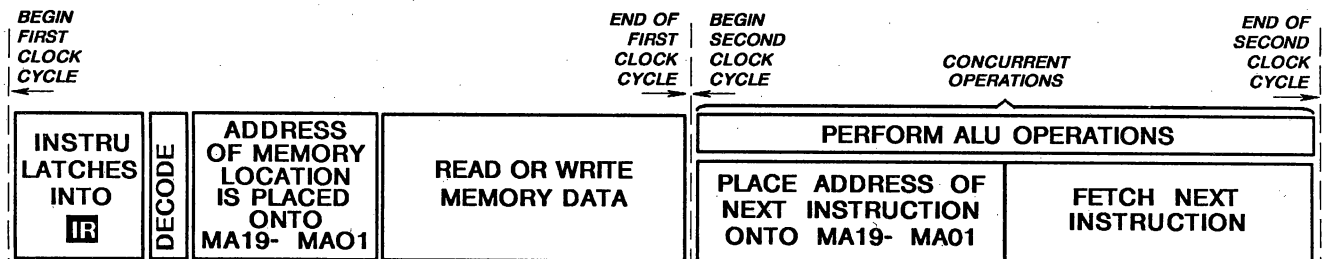 BEGIN
FIRST
CLOCK
CYCLE
END OF
FIRST
CLOCK
CYCLE
BEGIN
SECOND
CLOCK
CYCLE
CONCURRENT
OPERATIONS
END OF
SECOND
CLOCK
CYCLE
INSTRU
LATCHES
INTO
IR
DECODE
ADDRESS
OF MEMORY
LOCATION
IS PLACED
ONTO
MA19- MA01
READ OR WRITE
MEMORY DATA
PERFORM ALU OPERATIONS
PLACE ADDRESS OF
NEXT INSTRUCTION
ONTO MA19- MA01
FETCH NEXT
INSTRUCTION